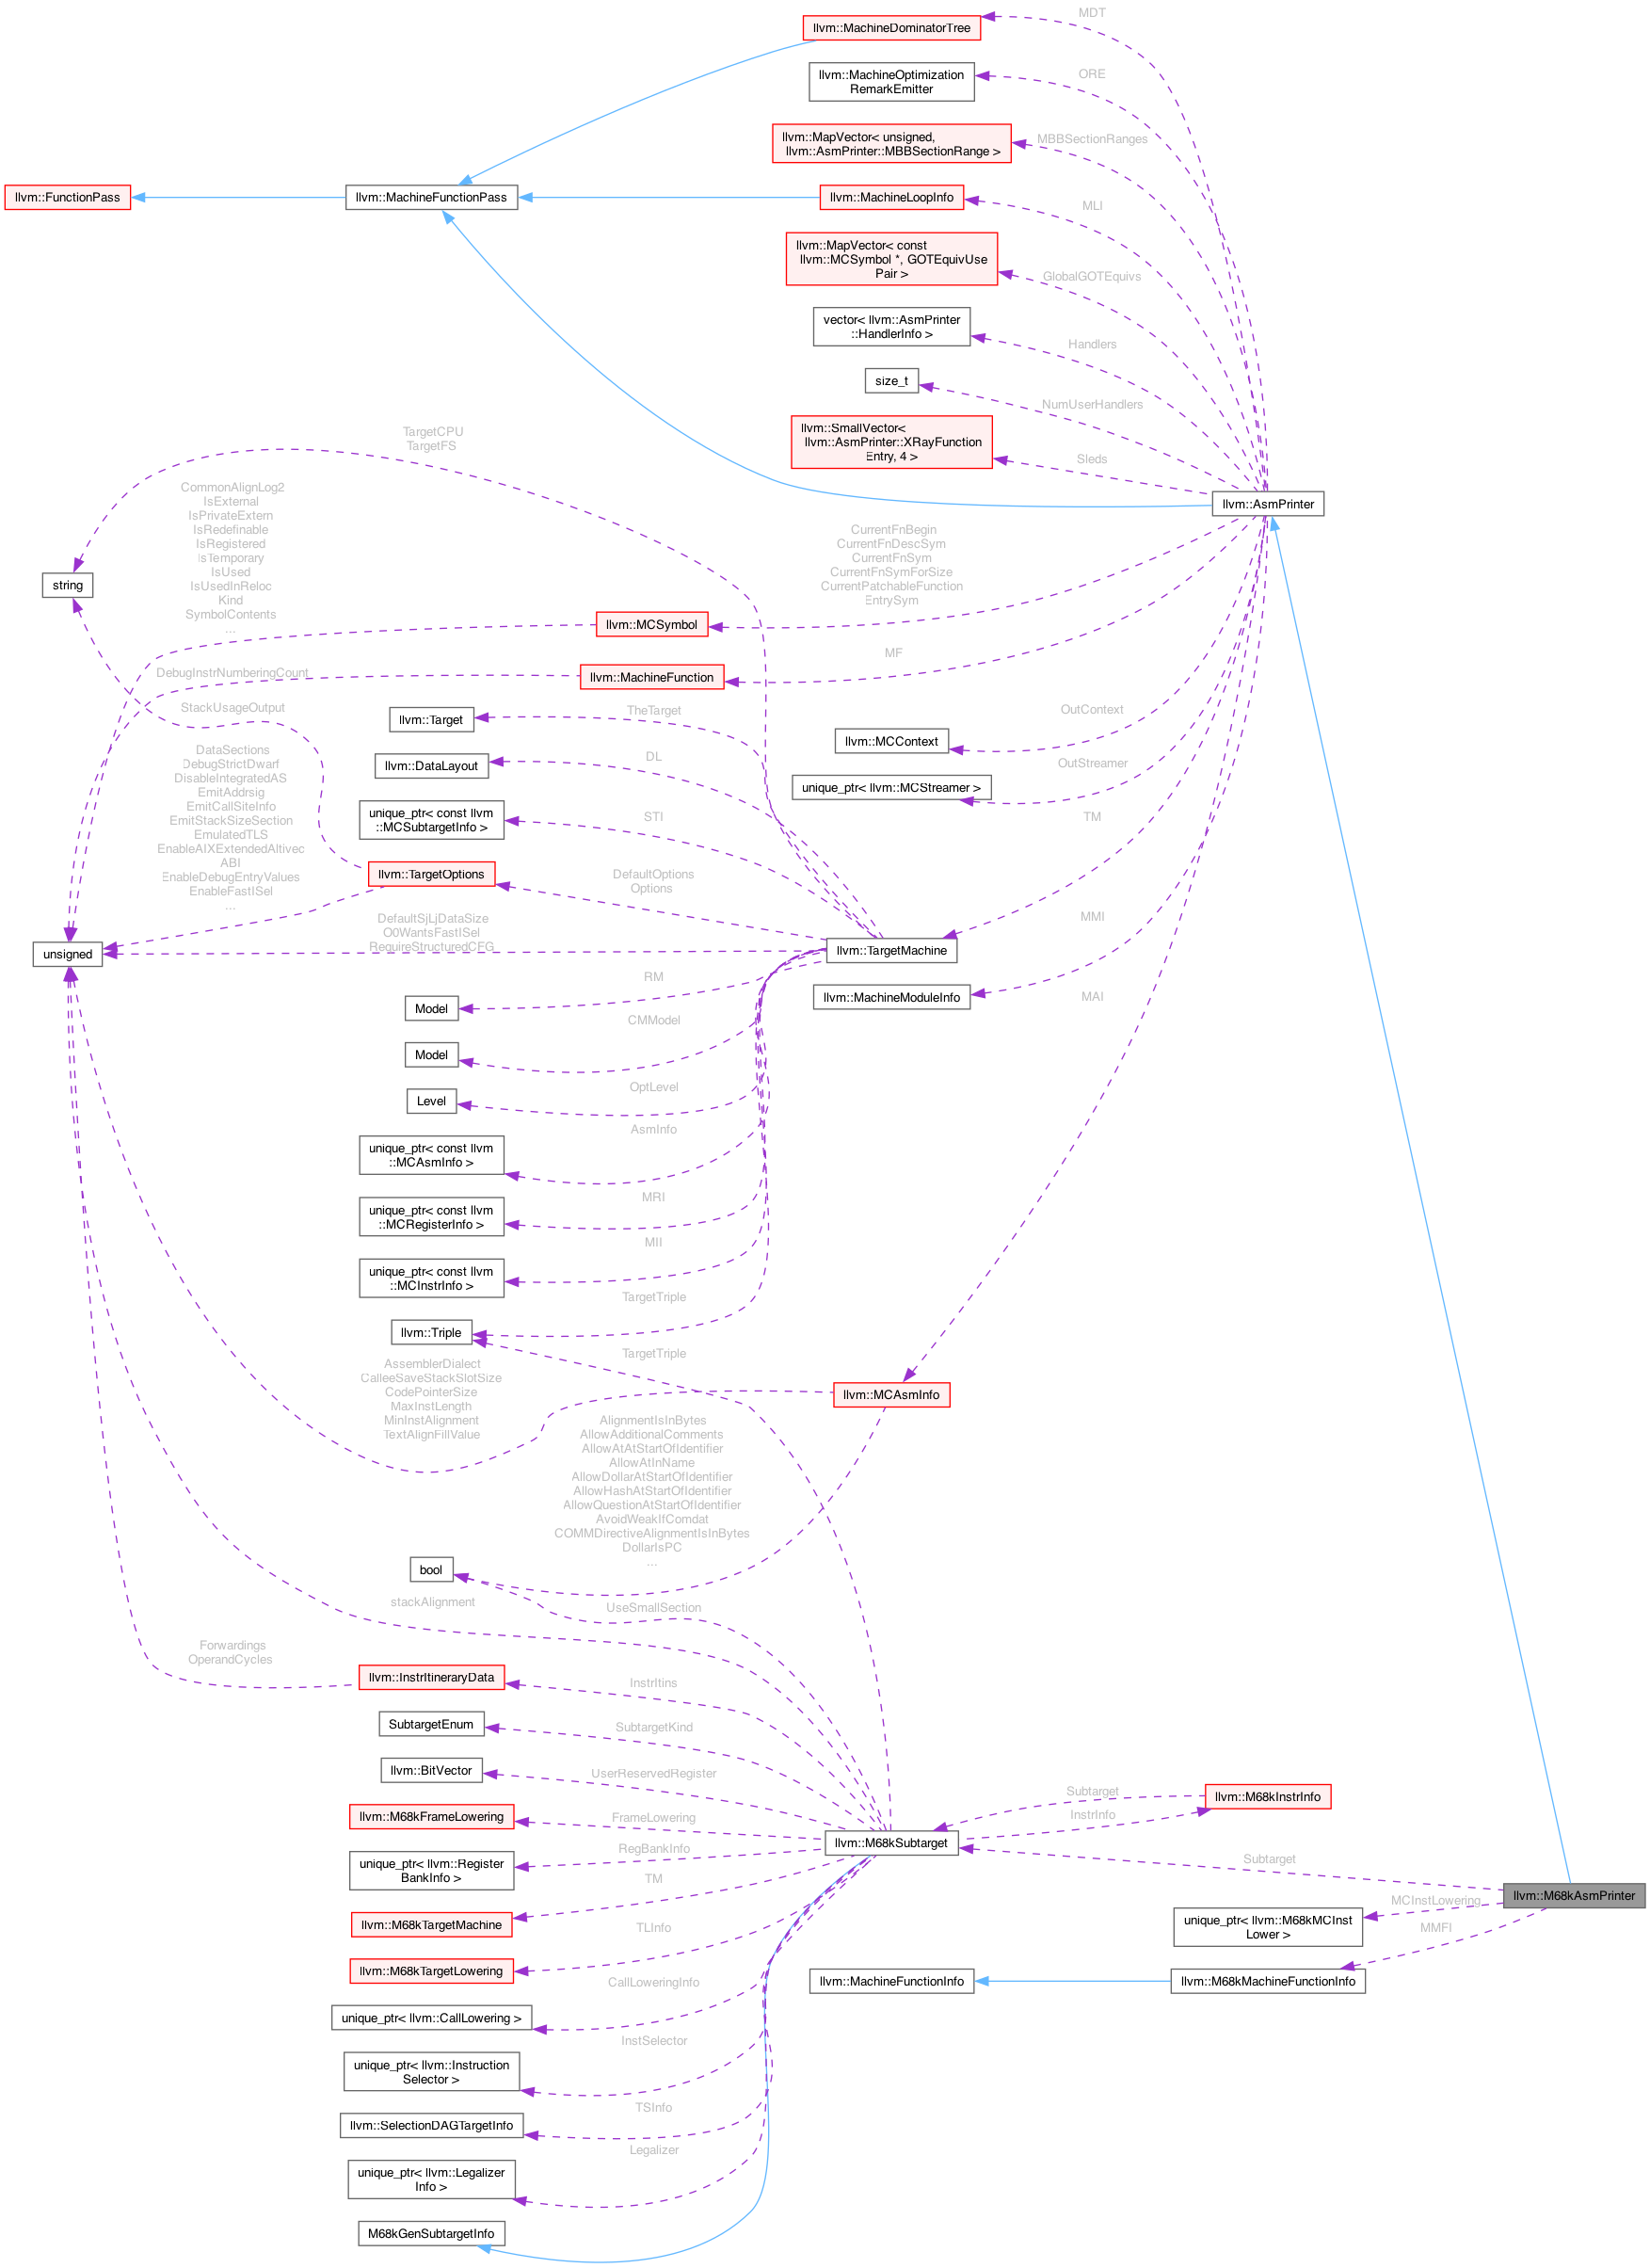 MDT
llvm::MachineDominatorTree
ORE
llvm::MachineOptimization
RemarkEmitter
MBBSectionRanges
llvm::MapVector< unsigned,
llvm::AsmPrinter::MBBSectionRange >
llvm::FunctionPass
llvm::MachineFunctionPass
llvm::MachineLoopInfo
MLI
llvm::MapVector< const
llvm::MCSymbol *, GOTEquivUse
Pair >
GlobalGOTEquivs
vector< llvm::AsmPrinter
::HandlerInfo >
Handlers
size_t
NumUserHandlers
llvm::SmallVector<
llvm::AsmPrinter::XRayFunction
Entry, 4 >
Sleds
llvm::AsmPrinter
TargetCPU
TargetFS
CommonAlignLog2
IsExternal
IsPrivateExtern
IsRedefinable
IsRegistered
IsTemporary
IsUsed
IsUsedInReloc
Kind
SymbolContents
...
CurrentFnBegin
CurrentFnDescSym
CurrentFnSym
CurrentFnSymForSize
CurrentPatchableFunction
EntrySym
string
llvm::MCSymbol
MF
DebugInstrNumberingCount
llvm::MachineFunction
StackUsageOutput
llvm::Target
TheTarget
OutContext
llvm::MCContext
DataSections
DebugStrictDwarf
DisableIntegratedAS
EmitAddrsig
EmitCallSiteInfo
EmitStackSizeSection
EmulatedTLS
EnableAIXExtendedAltivec
ABI
EnableDebugEntryValues
EnableFastISel
...
llvm::DataLayout
DL
OutStreamer
unique_ptr< llvm::MCStreamer >
unique_ptr< const llvm
::MCSubtargetInfo >
STI
TM
llvm::TargetOptions
DefaultOptions
Options
DefaultSjLjDataSize
O0WantsFastISel
RequireStructuredCFG
MMI
unsigned
llvm::TargetMachine
RM
llvm::MachineModuleInfo
MAI
Model
CMModel
Model
OptLevel
Level
AsmInfo
unique_ptr< const llvm
::MCAsmInfo >
MRI
unique_ptr< const llvm
::MCRegisterInfo >
MII
unique_ptr< const llvm
::MCInstrInfo >
TargetTriple
llvm::Triple
TargetTriple
AssemblerDialect
CalleeSaveStackSlotSize
CodePointerSize
MaxInstLength
MinInstAlignment
TextAlignFillValue
llvm::MCAsmInfo
AlignmentIsInBytes
AllowAdditionalComments
AllowAtAtStartOfIdentifier
AllowAtInName
AllowDollarAtStartOfIdentifier
AllowHashAtStartOfIdentifier
AllowQuestionAtStartOfIdentifier
AvoidWeakIfComdat
COMMDirectiveAlignmentIsInBytes
DollarIsPC
...
bool
stackAlignment
UseSmallSection
Forwardings
OperandCycles
llvm::InstrItineraryData
InstrItins
SubtargetEnum
SubtargetKind
llvm::BitVector
UserReservedRegister
Subtarget
llvm::M68kInstrInfo
llvm::M68kFrameLowering
FrameLowering
InstrInfo
llvm::M68kSubtarget
RegBankInfo
Subtarget
unique_ptr< llvm::Register
BankInfo >
TM
llvm::M68kAsmPrinter
MCInstLowering
llvm::M68kTargetMachine
unique_ptr< llvm::M68kMCInst
Lower >
TLInfo
MMFI
llvm::M68kTargetLowering
CallLoweringInfo
llvm::MachineFunctionInfo
llvm::M68kMachineFunctionInfo
unique_ptr< llvm::CallLowering >
InstSelector
unique_ptr< llvm::Instruction
Selector >
TSInfo
llvm::SelectionDAGTargetInfo
Legalizer
unique_ptr< llvm::Legalizer
Info >
M68kGenSubtargetInfo